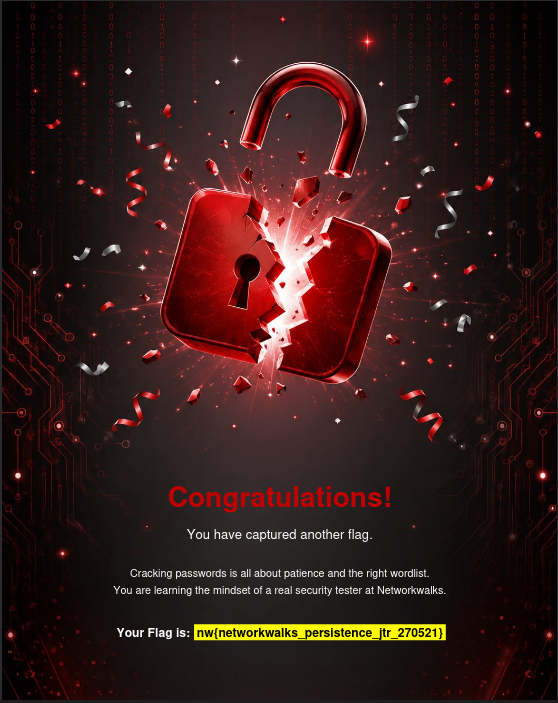 Congratulations!
You have captured another flag.
Cracking passwords is all about patience and the right wordlist.
You are learning the mindset of a real security tester at Networkwalks.
Your Flag is: nw{networkwalks_persistence_jtr_270521}